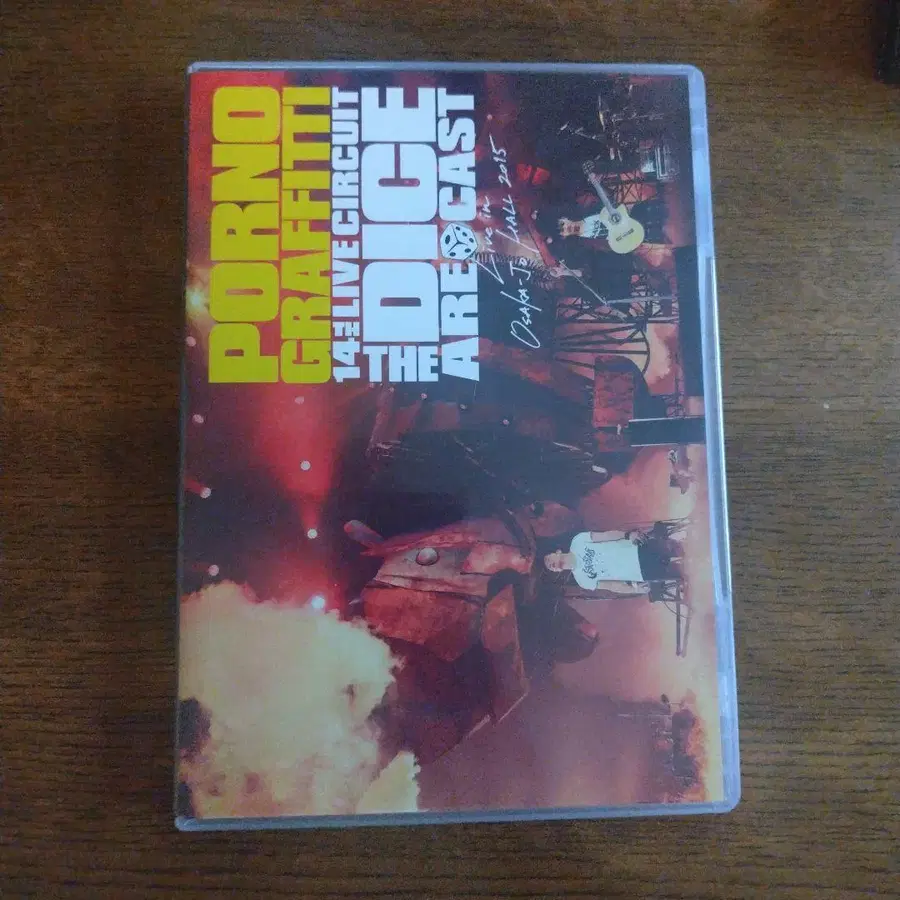 PORNO
GRAFFITTI
14TH LIVE CIRCUIT
THE DICE
ARE CAST
Live in
Osaka-Jo Hall 2015